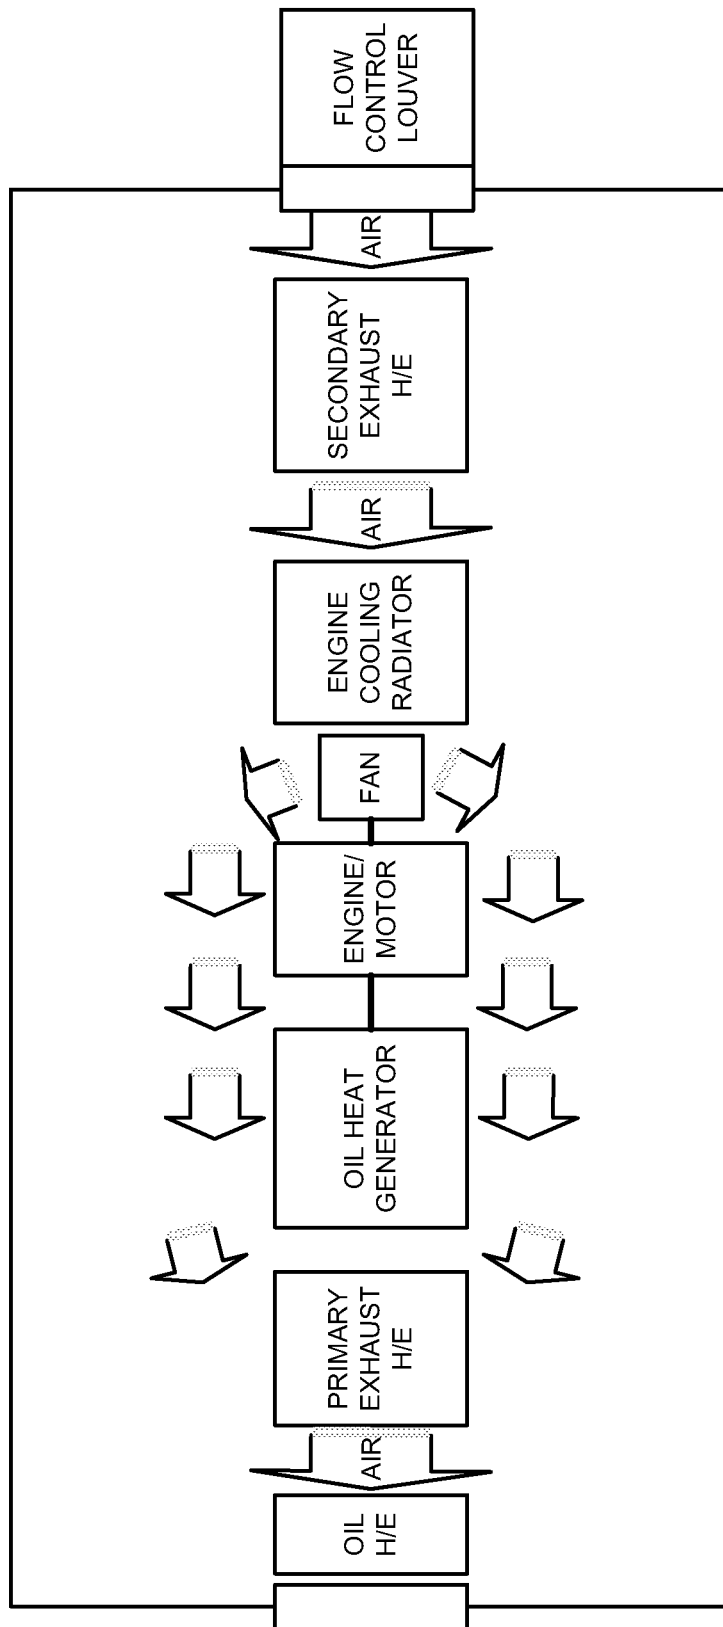 FLOW
CONTROL
LOUVER
AIR
SECONDARY
EXHAUST
H/E
AIR
ENGINE
COOLING
RADIATOR
FAN
ENGINE/
MOTOR
OIL HEAT
GENERATOR
PRIMARY
EXHAUST
H/E
AIR
OIL
H/E